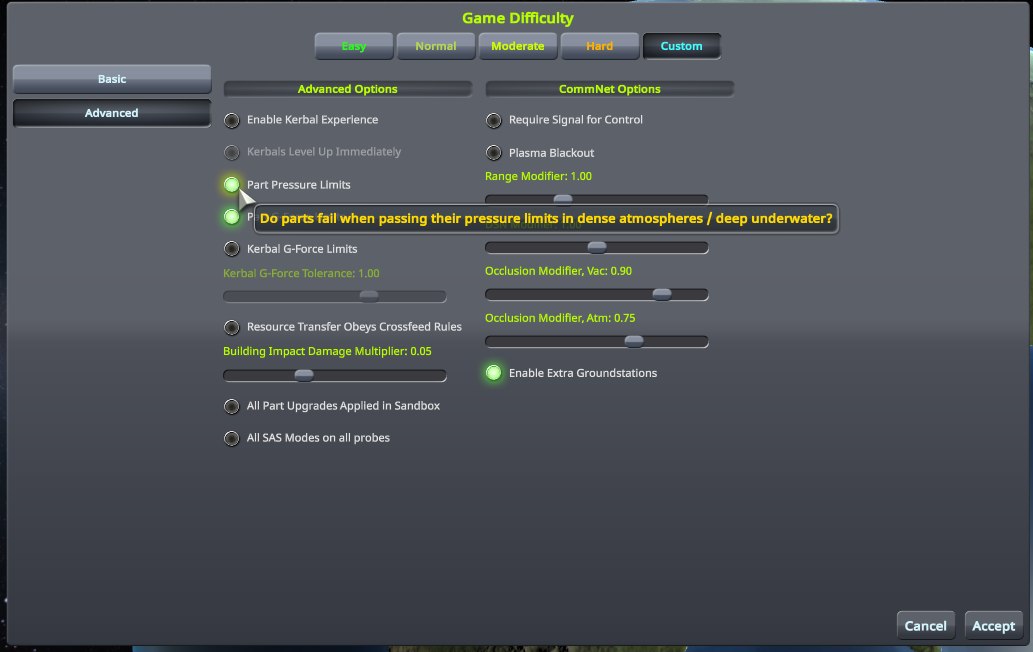 Game Difficulty
Easy Normal Moderate Hard Custom
Basic
Advanced
Advanced Options
Enable Kerbal Experience
Kerbals Level Up Immediately
Part Pressure Limits
P
Kerbal G-Force Limits
Kerbal G-Force Tolerance: 1.00
Resource Transfer Obeys Crossfeed Rules
Building Impact Damage Multiplier: 0.05
All Part Upgrades Applied in Sandbox
All SAS Modes on all probes
CommNet Options
Require Signal for Control
Plasma Blackout
Range Modifier: 1.00
Do parts fail when passing their pressure limits in dense atmospheres / deep underwater?
DSN Modifier: 1.00
Occlusion Modifier, Vac: 0.90
Occlusion Modifier, Atm: 0.75
Enable Extra Groundstations
Cancel Accept